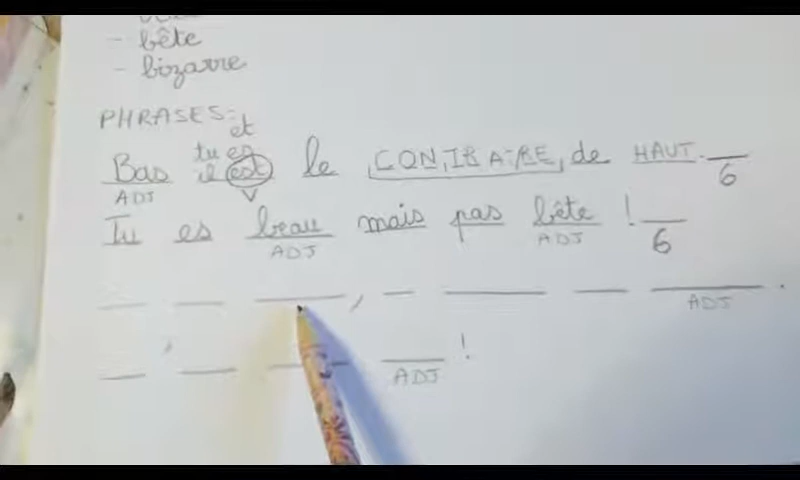 - bête
- bizarre
PHRASES:
et
tu es
Bas il est le CONTRAIRE de HAUT.
ADJ V 6
Tu es beau mais pas bête !
ADJ ADJ 6
, .
ADJ
' !
ADJ